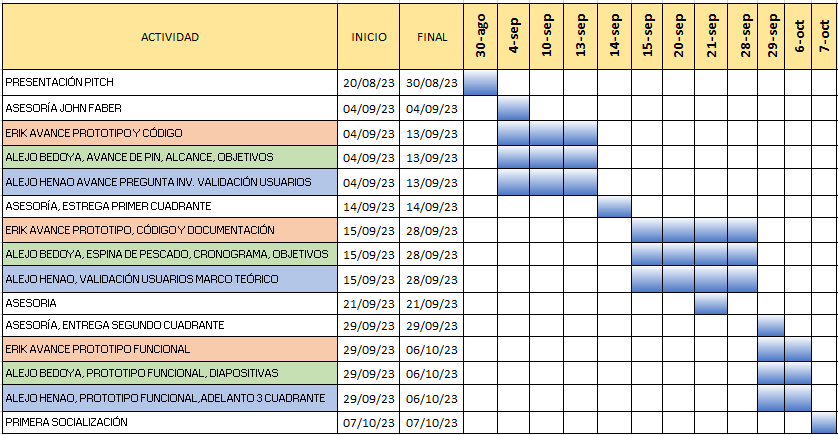 ACTIVIDAD INICIO FINAL 30-ago 4-sep 10-sep 13-sep 14-sep 15-sep 20-sep 21-sep 28-sep 29-sep 6-oct 7-oct
PRESENTACIÓN PITCH 20/08/23 30/08/23
ASESORÍA JOHN FABER 04/09/23 04/09/23
ERIK AVANCE PROTOTIPO Y CÓDIGO 04/09/23 13/09/23
ALEJO BEDOYA, AVANCE DE PIN, ALCANCE, OBJETIVOS 04/09/23 13/09/23
ALEJO HENAO AVANCE PREGUNTA INV. VALIDACIÓN USUARIOS 04/09/23 13/09/23
ASESORÍA, ESTREGA PRIMER CUADRANTE 14/09/23 14/09/23
ERIK AVANCE PROTOTIPO, CÓDIGO Y DOCUMENTACIÓN 15/09/23 28/09/23
ALEJO BEDOYA, ESPINA DE PESCADO, CRONOGRAMA, OBJETIVOS 15/09/23 28/09/23
ALEJO HENAO, VALIDACIÓN USUARIOS MARCO TEÓRICO 15/09/23 28/09/23
ASESORIA 21/09/23 21/09/23
ASESORÍA, ENTREGA SEGUNDO CUADRANTE 29/09/23 29/09/23
ERIK AVANCE PROTOTIPO FUNCIONAL 29/09/23 06/10/23
ALEJO BEDOYA, PROTOTIPO FUNCIONAL, DIAPOSITIVAS 29/09/23 06/10/23
ALEJO HENAO, PROTOTIPO FUNCIONAL,ADELANTO 3 CUADRANTE 29/09/23 06/10/23
PRIMERA SOCIALIZACIÓN 07/10/23 07/10/23